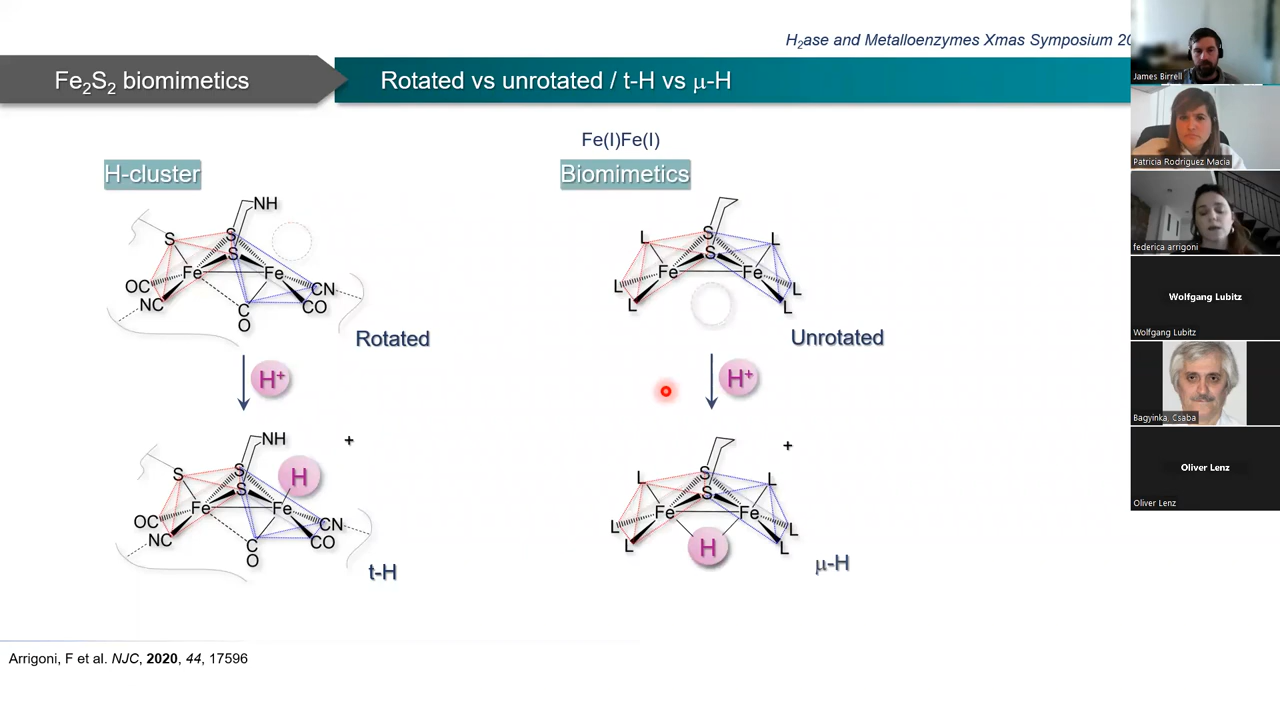 H2ase and Metalloenzymes Xmas Symposium 20
Fe2S2 biomimetics
Rotated vs unrotated / t-H vs μ-H
Fe(I)Fe(I)
H-cluster
Biomimetics
NH
S
S
S
Fe
Fe
OC
NC
CN
CO
C
O
Rotated
H+
NH
+
S
S
S
H
Fe
Fe
OC
NC
CN
CO
C
O
t-H
L
S
L
S
Fe
Fe
L
L
L
L
Unrotated
H+
+
L
S
L
S
Fe
Fe
L
L
L
L
H
μ-H
Arrigoni, F et al. NJC, 2020, 44, 17596
James Birrell
Patricia Rodriguez Macia
federica arrigoni
Wolfgang Lubitz
Wolfgang Lubitz
Bagyinka, Csaba
Oliver Lenz
Oliver Lenz